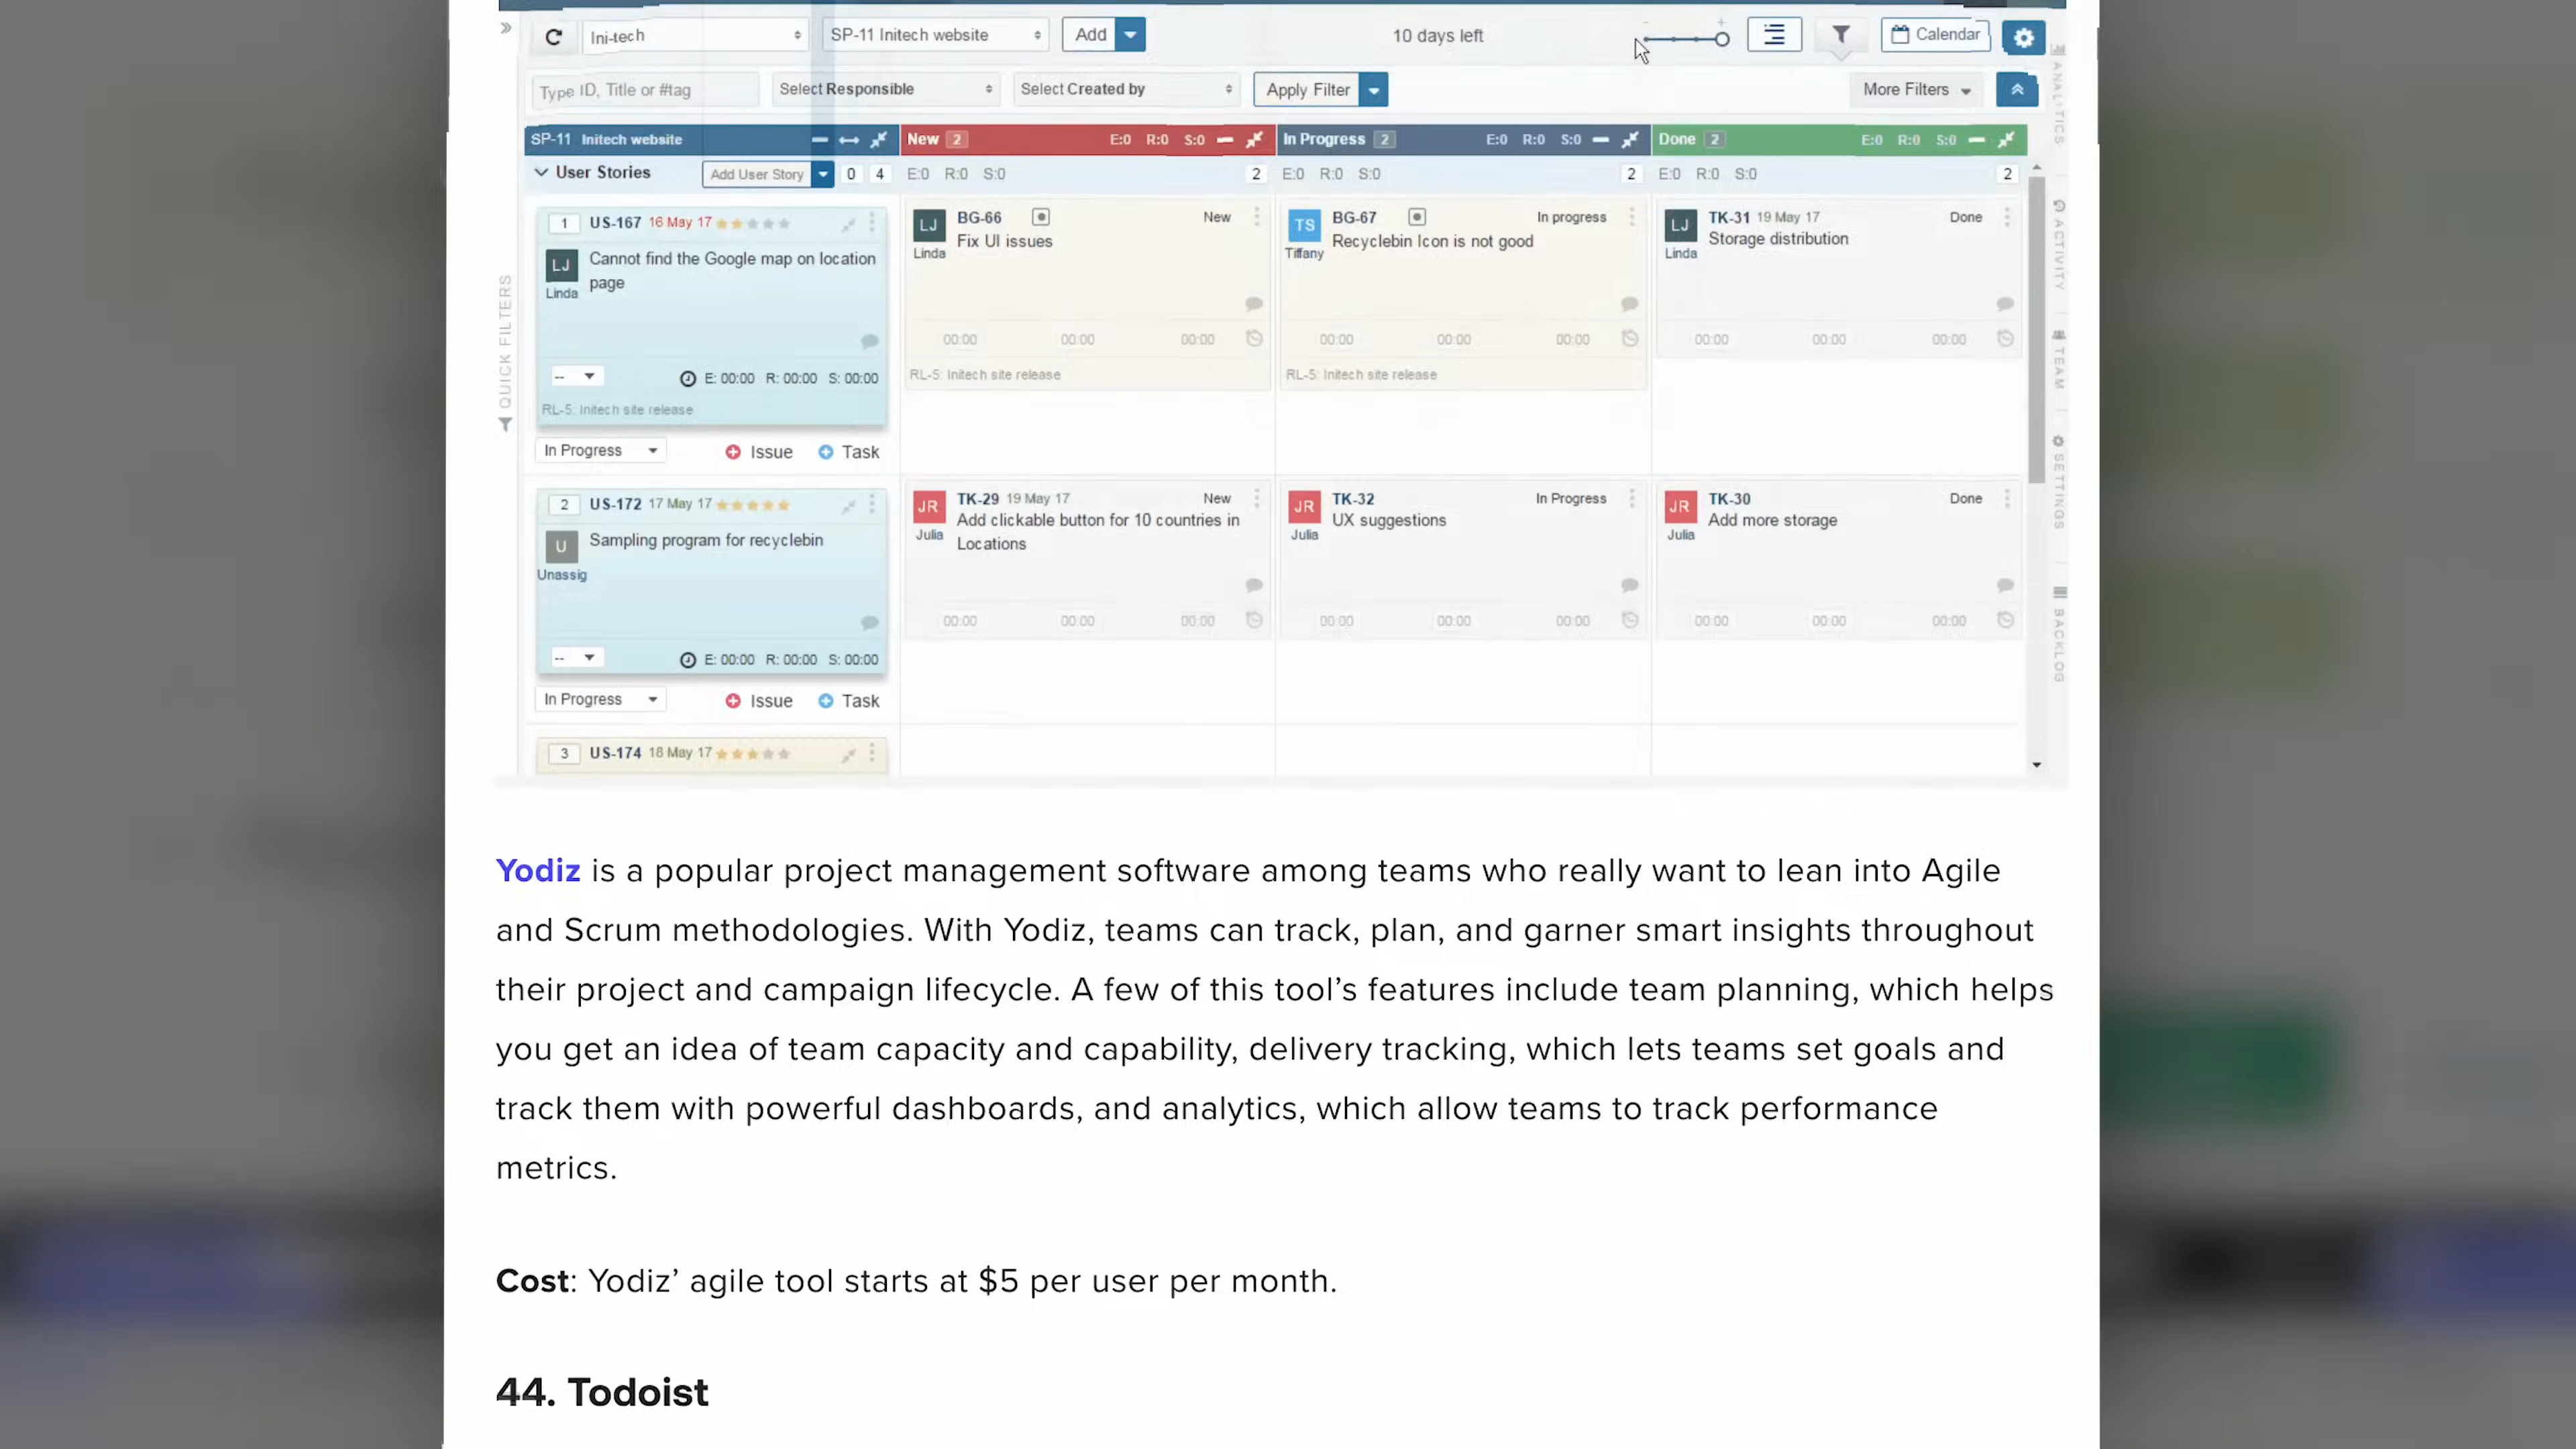 Ini-tech
SP-11 Initech website
Add
10 days left
Calendar
Type ID, Title or #tag
Select Responsible
Select Created by
Apply Filter
More Filters
SP-11 Initech website
New 2 E:0 R:0 S:0
In Progress 2 E:0 R:0 S:0
Done 2 E:0 R:0 S:0
User Stories Add User Story 0 4
E:0 R:0 S:0 2
E:0 R:0 S:0 2
E:0 R:0 S:0 2
QUICK FILTERS
1 US-167 16 May 17
LJ
Linda
Cannot find the Google map on location
page
-- E: 00:00 R: 00:00 S: 00:00
RL-5: Initech site release
In Progress Issue Task
LJ
Linda
BG-66 New
Fix UI issues
00:00 00:00 00:00
RL-5: Initech site release
TS
Tiffany
BG-67 In progress
Recyclebin Icon is not good
00:00 00:00 00:00
RL-5: Initech site release
LJ
Linda
TK-31 19 May 17 Done
Storage distribution
00:00 00:00 00:00
2 US-172 17 May 17
U
Unassig
Sampling program for recyclebin
-- E: 00:00 R: 00:00 S: 00:00
In Progress Issue Task
JR
Julia
TK-29 19 May 17 New
Add clickable button for 10 countries in
Locations
00:00 00:00 00:00
JR
Julia
TK-32 In Progress
UX suggestions
00:00 00:00 00:00
JR
Julia
TK-30 Done
Add more storage
00:00 00:00 00:00
3 US-174 18 May 17
ANALYTICS
ACTIVITY
TEAM
SETTINGS
BACKLOG
Yodiz is a popular project management software among teams who really want to lean into Agile
and Scrum methodologies. With Yodiz, teams can track, plan, and garner smart insights throughout
their project and campaign lifecycle. A few of this tool’s features include team planning, which helps
you get an idea of team capacity and capability, delivery tracking, which lets teams set goals and
track them with powerful dashboards, and analytics, which allow teams to track performance
metrics.
Cost: Yodiz’ agile tool starts at $5 per user per month.
44. Todoist